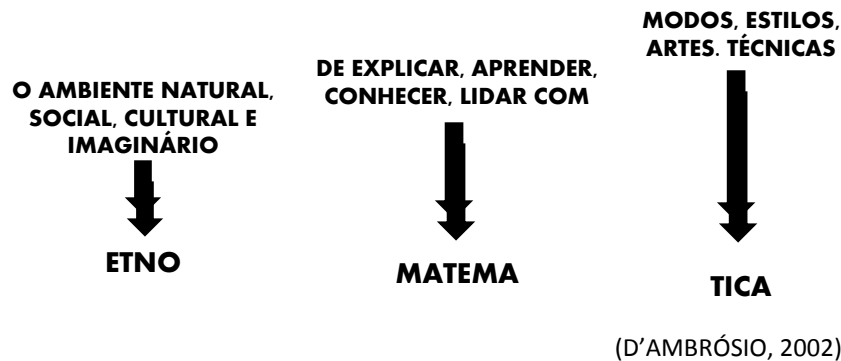 O AMBIENTE NATURAL,
SOCIAL, CULTURAL E
IMAGINÁRIO
ETNO
DE EXPLICAR, APRENDER,
CONHECER, LIDAR COM
MATEMA
MODOS, ESTILOS,
ARTES. TÉCNICAS
TICA
(D'AMBRÓSIO, 2002)